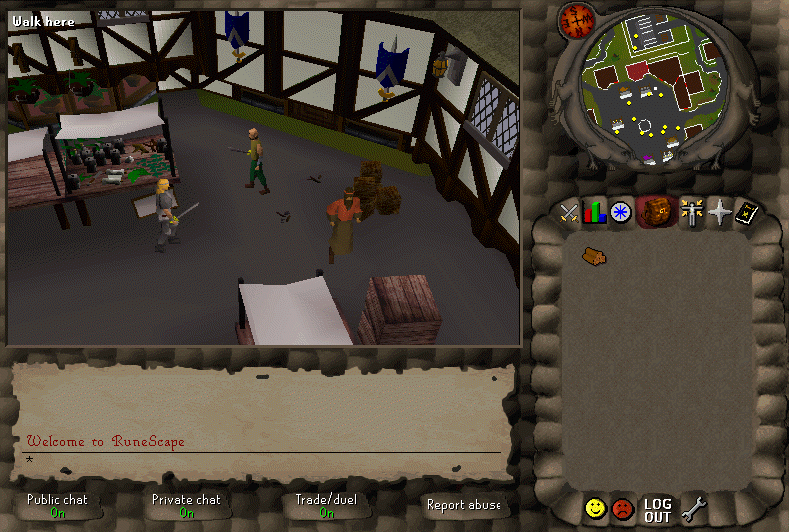 Walk here
Welcome to RuneScape
*
Public chat
On
Private chat
On
Trade/duel
On
Report abuse
LOG
OUT